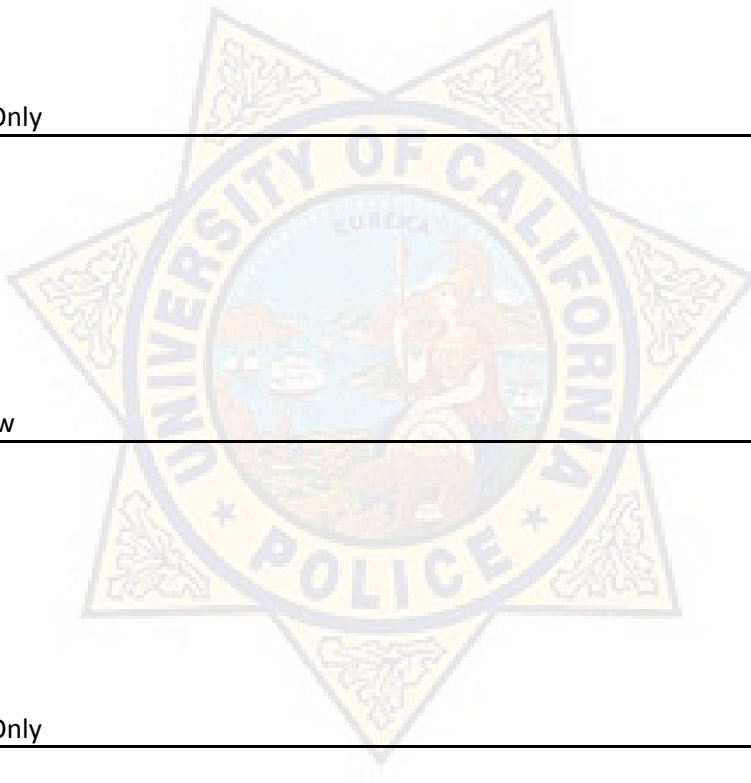 Only
UNIVERSITY OF CALIFORNIA
EUREKA
w
POLICE
Only